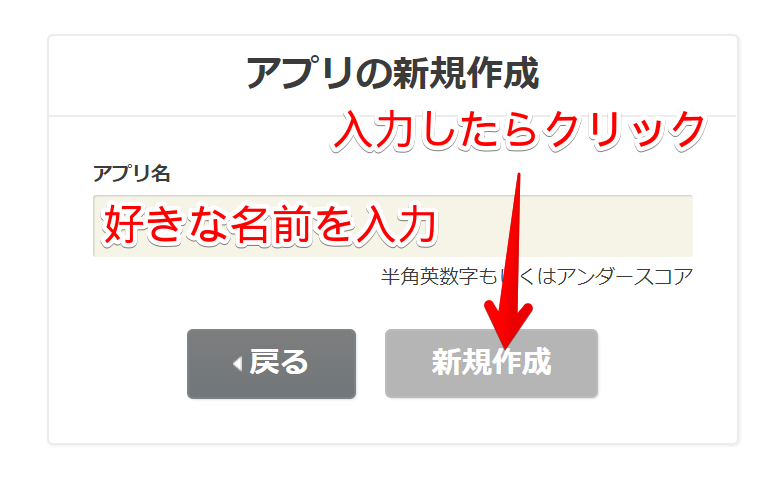 アプリの新規作成
入力したらクリック
アプリ名
好きな名前を入力
半角英数字もしくはアンダースコア
戻る
新規作成